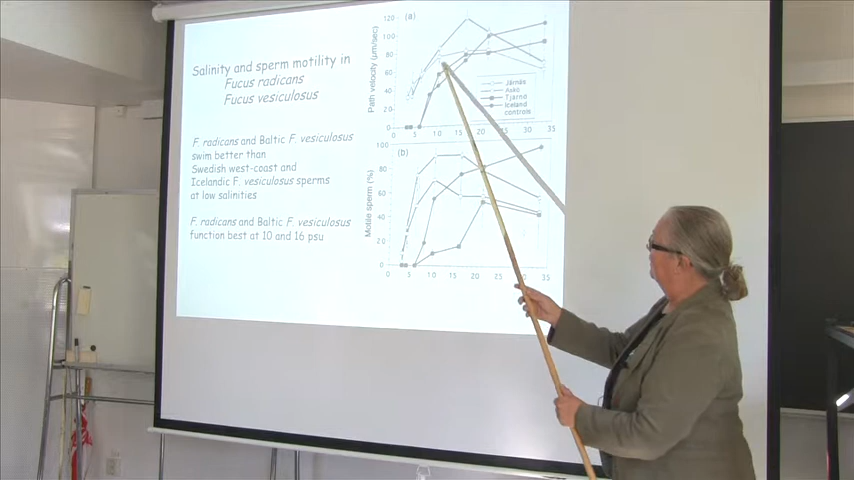 Salinity and sperm motility in
Fucus radicans
Fucus vesiculosus
F. radicans and Baltic F. vesiculosus
swim better than
Swedish west-coast and
Icelandic F. vesiculosus sperms
at low salinities
F. radicans and Baltic F. vesiculosus
function best at 10 and 16 psu
(a)
Path velocity (µm/sec)
120
100
80
60
40
20
0
0 5 10 15 20 25 30 35
Järnäs
Askö
Tjärnö
Iceland
controls
(b)
Motile sperm (%)
100
80
60
40
20
0
0 5 10 15 20 25 30 35